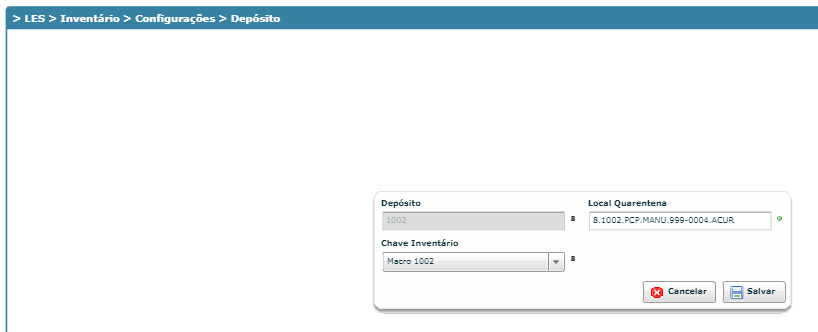 > LES > Inventário > Configurações > Depósito
Depósito
Local Quarentena
1002
8.1002.PCP.MANU.999-0004.ACUR
Chave Inventário
Macro 1002
Cancelar
Salvar